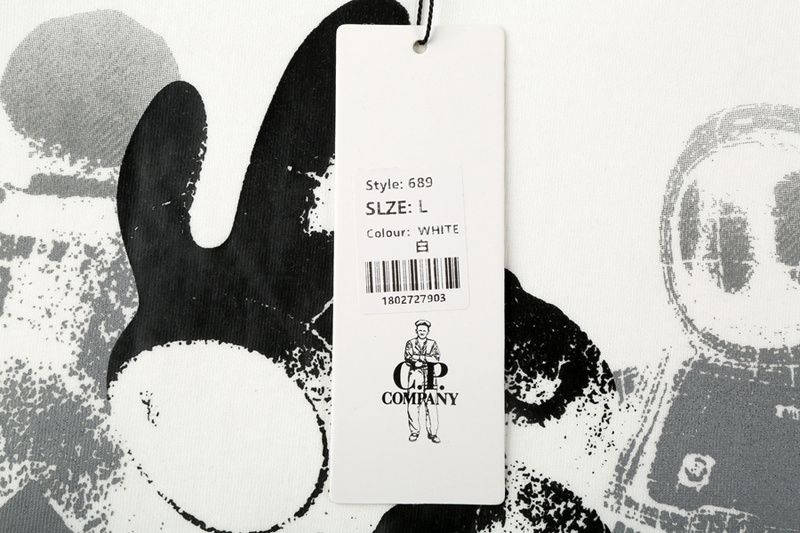 Style: 689
SLZE: L
Colour: WHITE
白
1802727903
C.P.
COMPANY